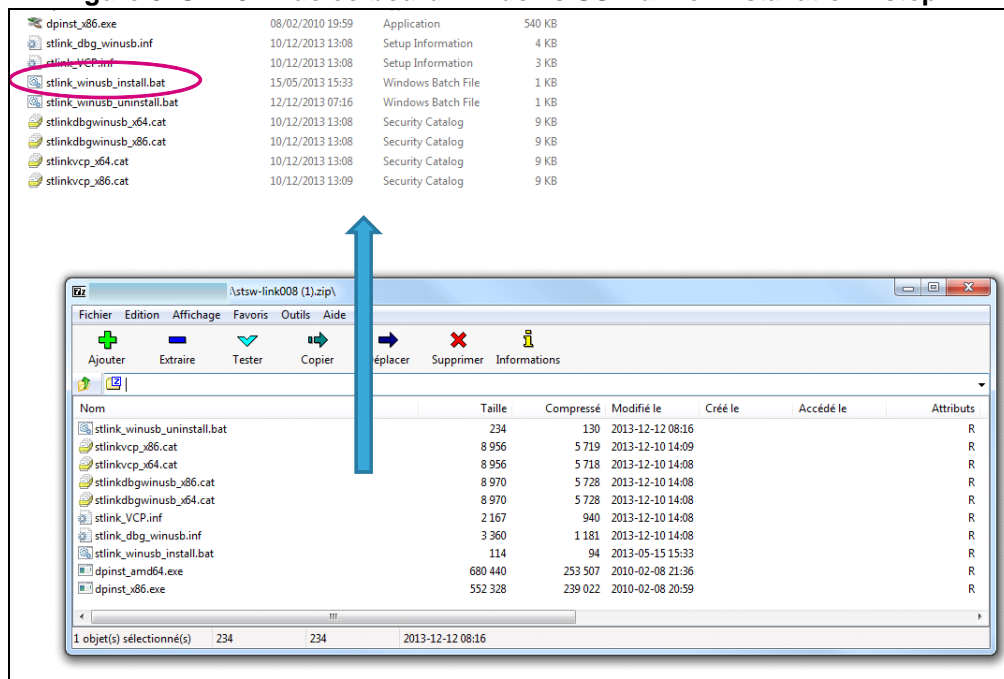 dpinst_x86.exe 08/02/2010 19:59 Application 540 KB
stlink_dbg_winusb.inf 10/12/2013 13:08 Setup Information 4 KB
stlink_VCP.inf 10/12/2013 13:08 Setup Information 3 KB
stlink_winusb_install.bat 15/05/2013 15:33 Windows Batch File 1 KB
stlink_winusb_uninstall.bat 12/12/2013 07:16 Windows Batch File 1 KB
stlinkdbgwinusb_x64.cat 10/12/2013 13:08 Security Catalog 9 KB
stlinkdbgwinusb_x86.cat 10/12/2013 13:08 Security Catalog 9 KB
stlinkvcp_x64.cat 10/12/2013 13:08 Security Catalog 9 KB
stlinkvcp_x86.cat 10/12/2013 13:09 Security Catalog 9 KB
7z \stsw-link008 (1).zip\
Fichier Edition Affichage Favoris Outils Aide
Ajouter Extraire Tester Copier éplacer Supprimer Informations
Nom Taille Compressé Modifié le Créé le Accédé le Attributs
stlink_winusb_uninstall.bat 234 130 2013-12-12 08:16 R
stlinkvcp_x86.cat 8 956 5 719 2013-12-10 14:09 R
stlinkvcp_x64.cat 8 956 5 718 2013-12-10 14:08 R
stlinkdbgwinusb_x86.cat 8 970 5 728 2013-12-10 14:08 R
stlinkdbgwinusb_x64.cat 8 970 5 728 2013-12-10 14:08 R
stlink_VCP.inf 2 167 940 2013-12-10 14:08 R
stlink_dbg_winusb.inf 3 360 1 181 2013-12-10 14:08 R
stlink_winusb_install.bat 114 94 2013-05-15 15:33 R
dpinst_amd64.exe 680 440 253 507 2010-02-08 21:36 R
dpinst_x86.exe 552 328 239 022 2010-02-08 20:59 R
1 objet(s) sélectionné(s) 234 234 2013-12-12 08:16